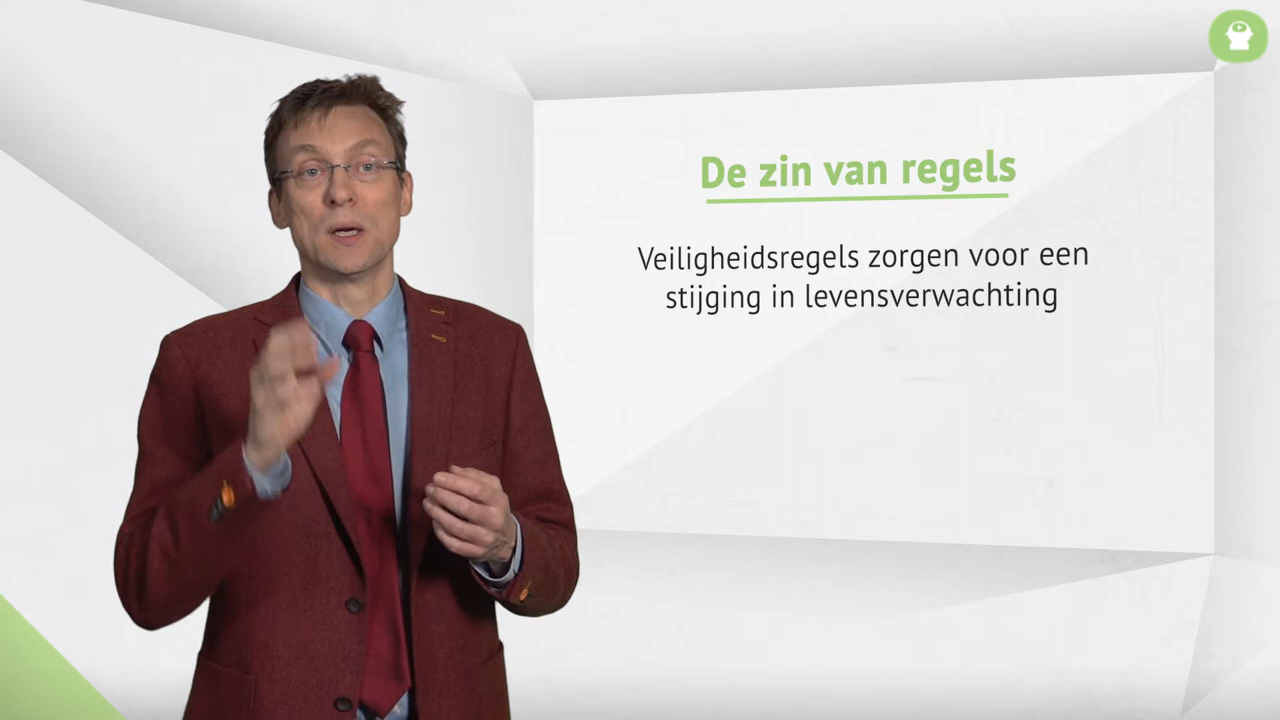 De zin van regels
Veiligheidsregels zorgen voor een
stijging in levensverwachting